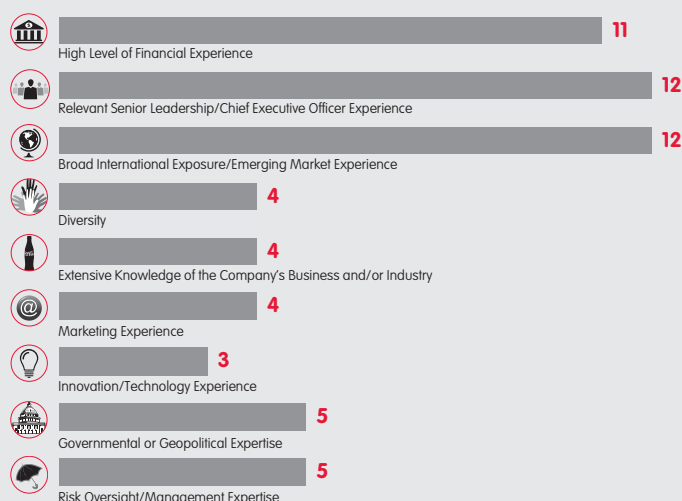 11
High Level of Financial Experience
12
Relevant Senior Leadership/Chief Executive Officer Experience
12
Broad International Exposure/Emerging Market Experience
4
Diversity
4
Extensive Knowledge of the Company's Business and/or Industry
@ 4
Marketing Experience
3
Innovation/Technology Experience
5
Governmental or Geopolitical Expertise
5
Risk Oversight/Management Expertise